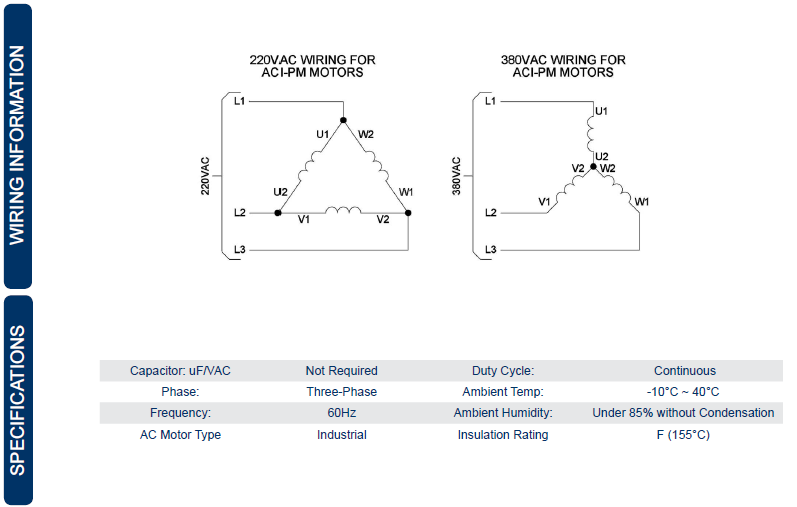 WIRING INFORMATION
220VAC WIRING FOR
ACI-PM MOTORS
L1
U1
W2
220VAC
U2
W1
L2
V1
V2
L3
380VAC WIRING FOR
ACI-PM MOTORS
L1
U1
380VAC
U2
V2
W2
V1
W1
L2
L3
SPECIFICATIONS
Capacitor: uF/VAC Not Required Duty Cycle: Continuous
Phase: Three-Phase Ambient Temp: -10°C ~ 40°C
Frequency: 60Hz Ambient Humidity: Under 85% without Condensation
AC Motor Type Industrial Insulation Rating F (155°C)